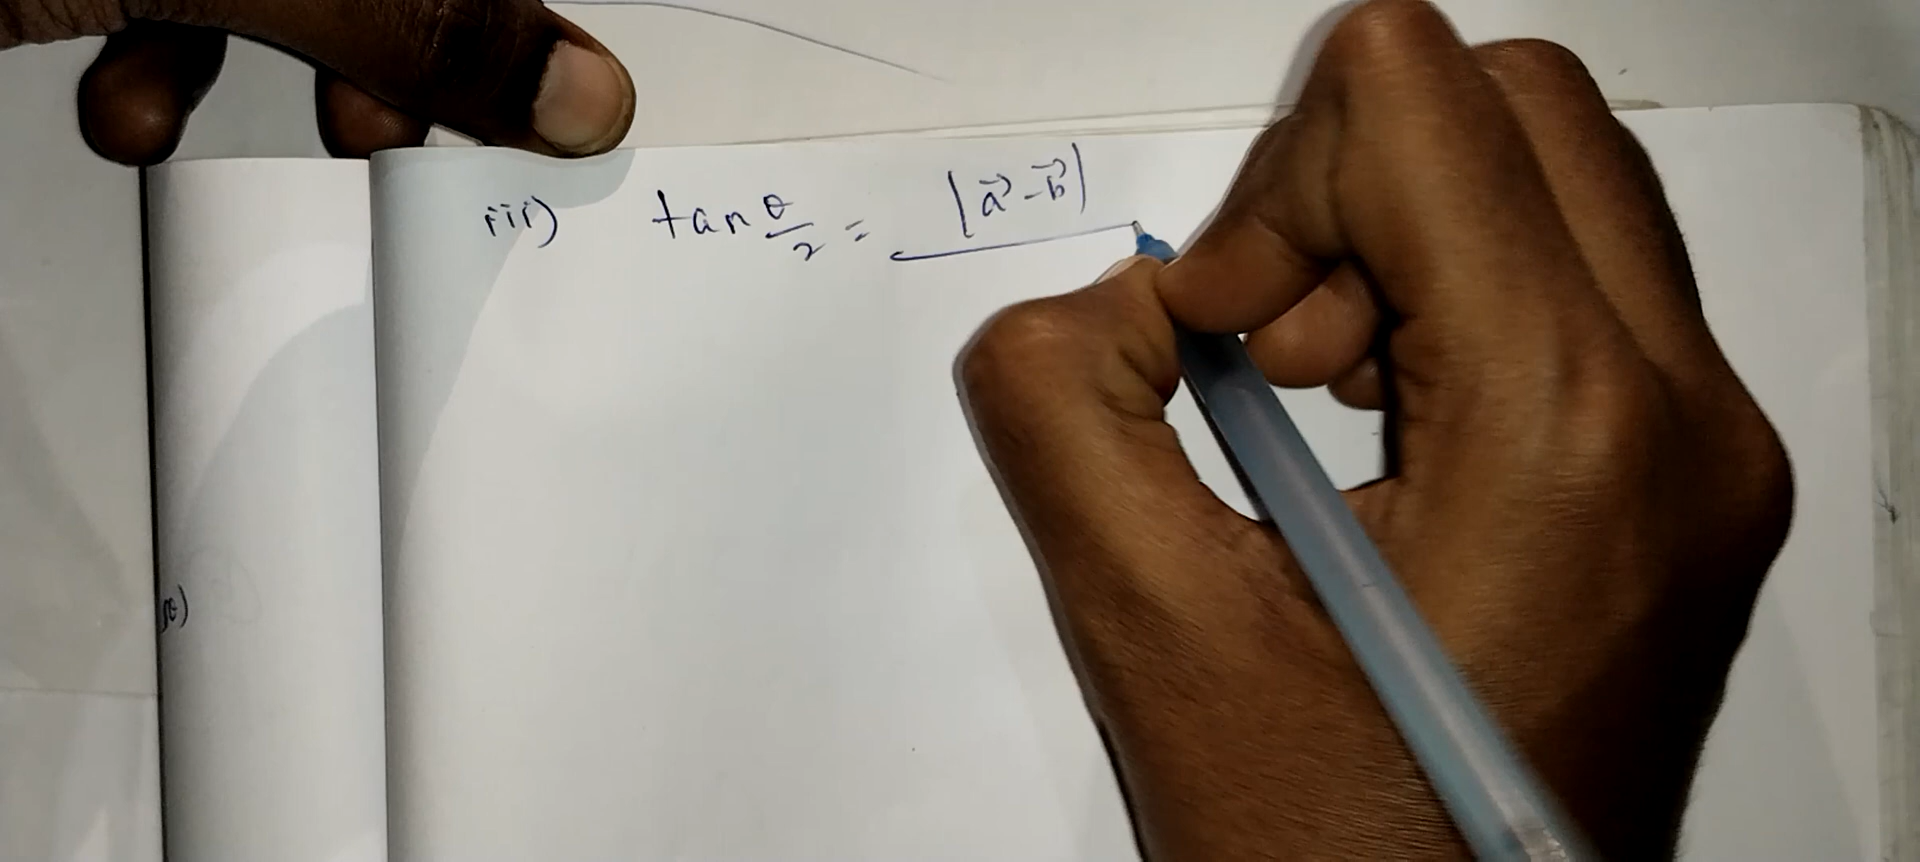 iii) tan θ/2 = |a⃗ - b⃗|